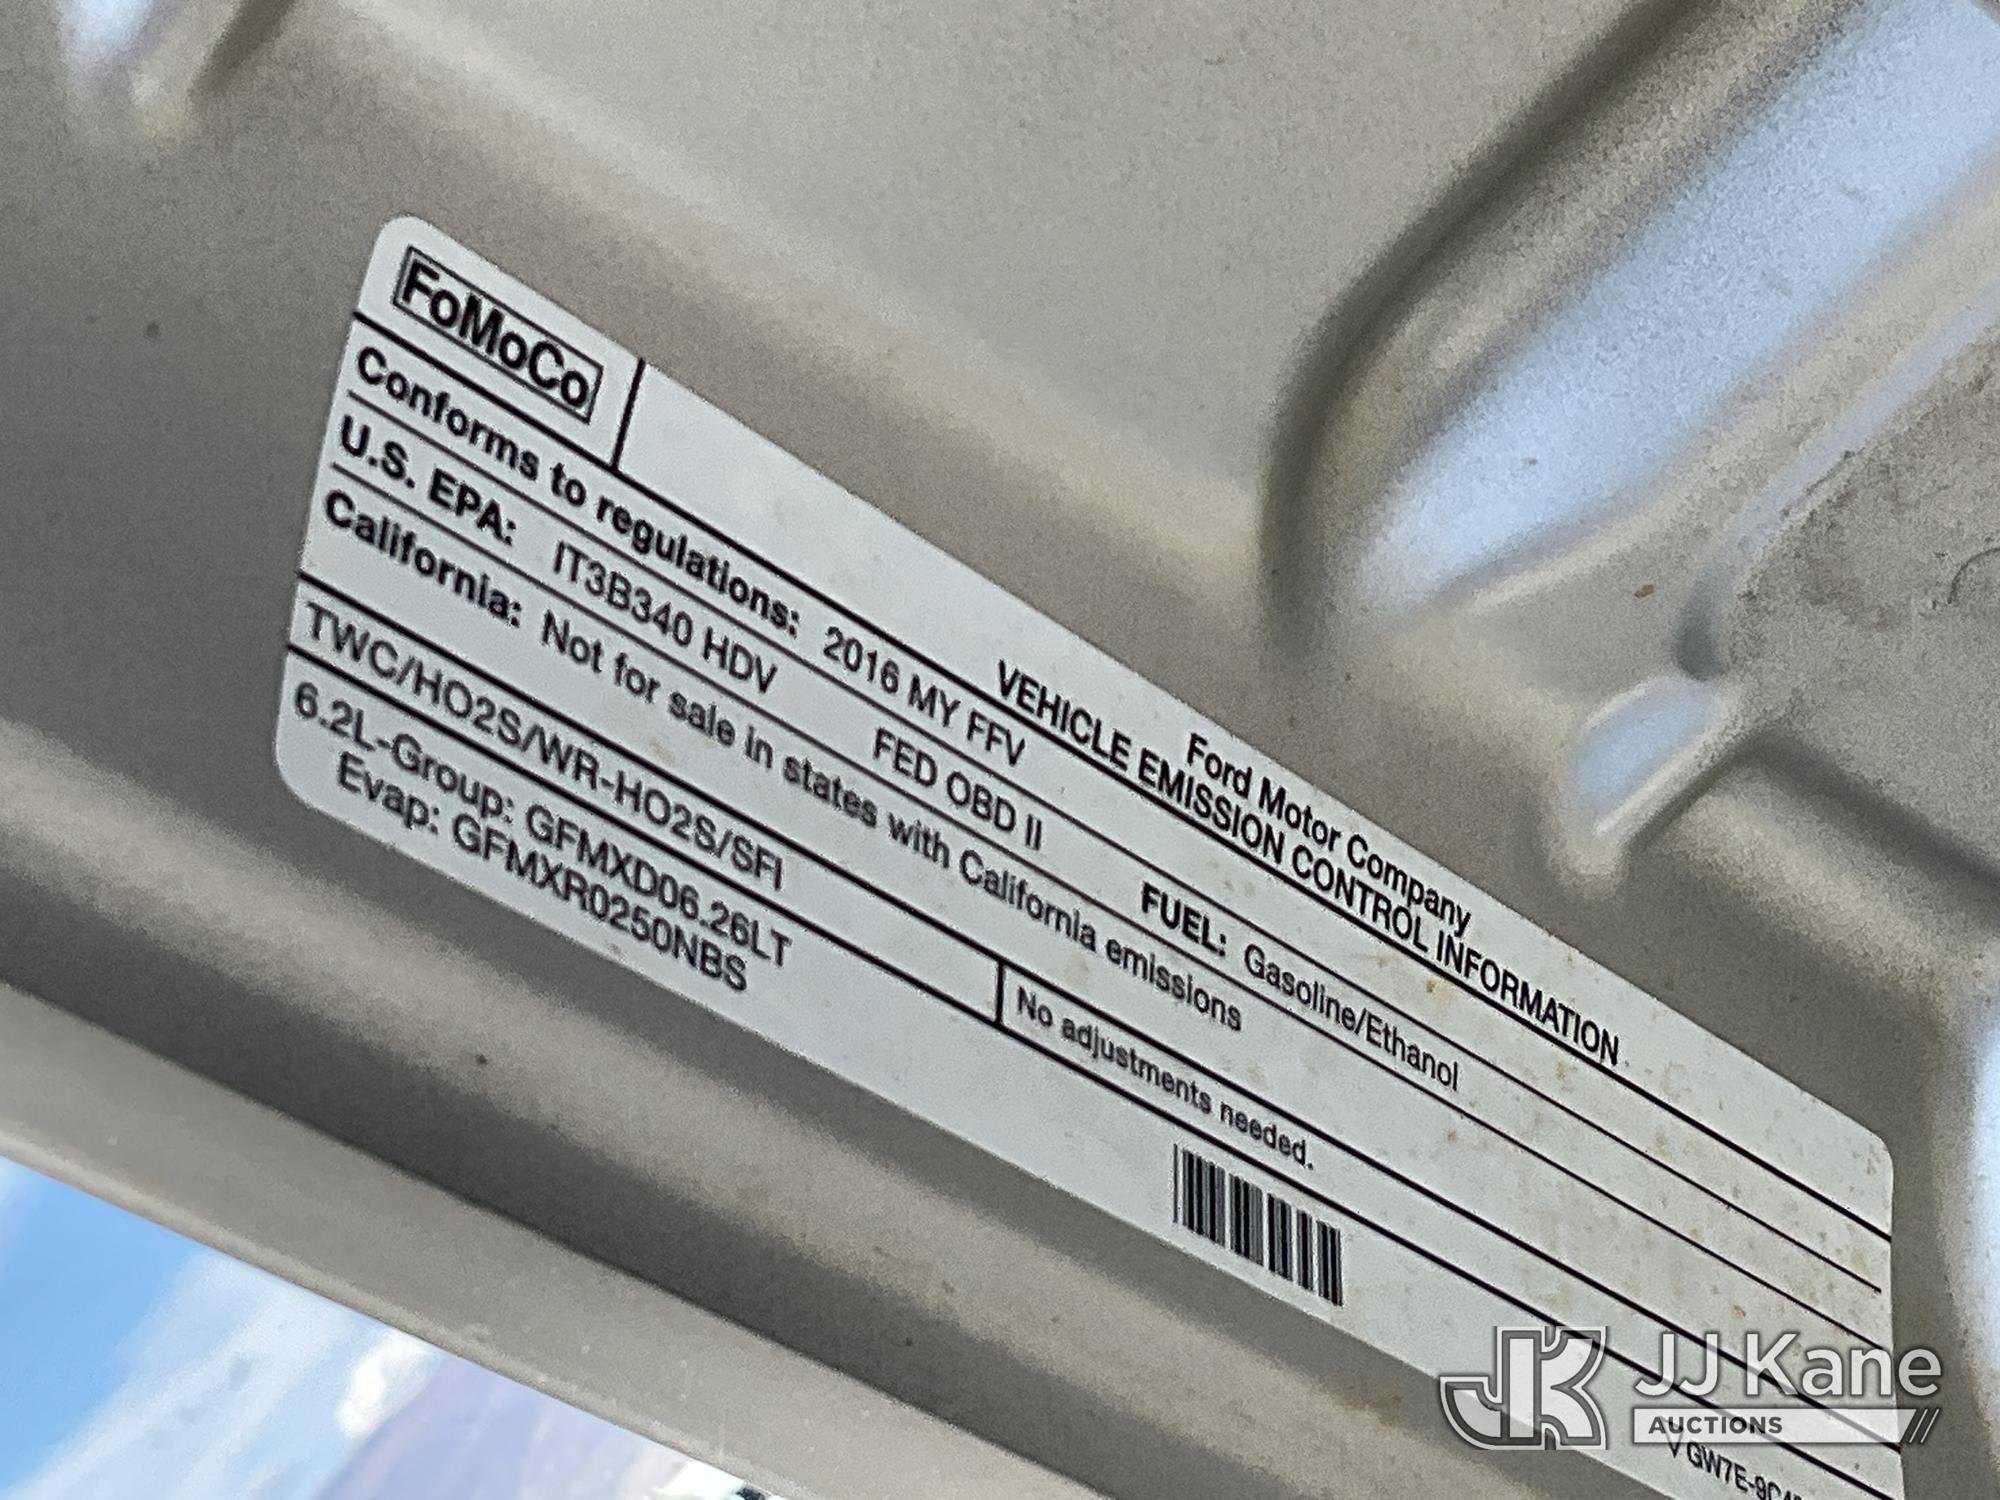 FoMoCo
Ford Motor Company
VEHICLE EMISSION CONTROL INFORMATION
Conforms to regulations: 2016 MY FFV
U.S. EPA: IT3B340 HDV FED OBD II FUEL: Gasoline/Ethanol
California: Not for sale in states with California emissions
TWC/HO2S/WR-HO2S/SFI No adjustments needed.
6.2L-Group: GFMXD06.26LT
Evap: GFMXR0250NBS
JK JJ Kane
AUCTIONS